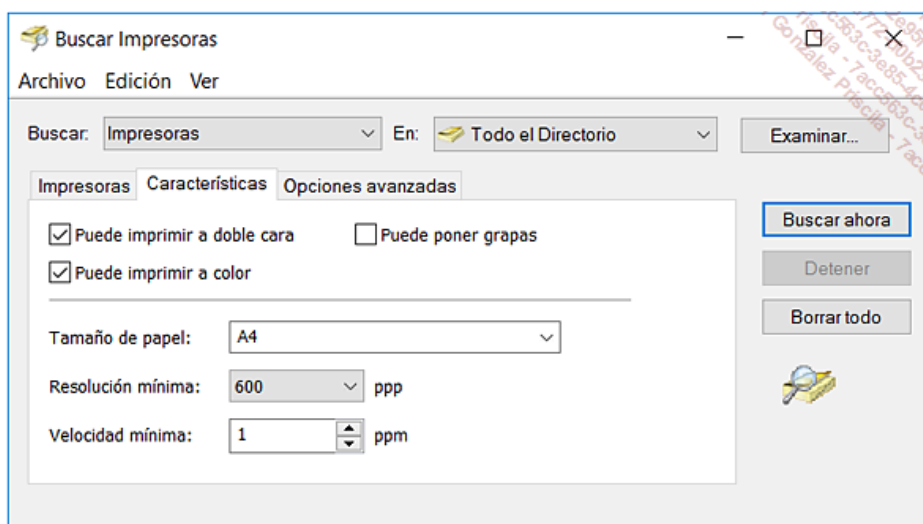 Buscar Impresoras
Archivo Edición Ver
Buscar: Impresoras En: Todo el Directorio Examinar...
Impresoras Características Opciones avanzadas
Buscar ahora
Puede imprimir a doble cara Puede poner grapas
Puede imprimir a color
Detener
Borrar todo
Tamaño de papel: A4
Resolución mínima: 600 ppp
Velocidad mínima: 1 ppm